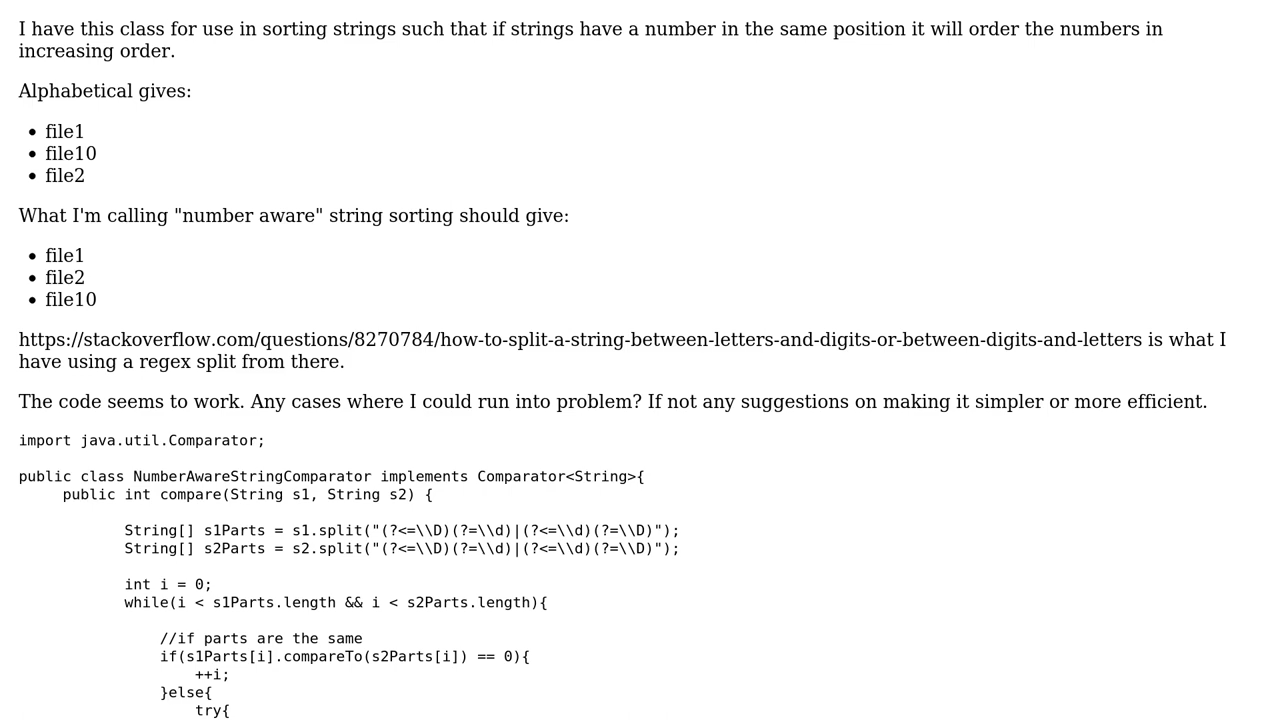 I have this class for use in sorting strings such that if strings have a number in the same position it will order the numbers in
increasing order.
Alphabetical gives:
• file1
• file10
• file2
What I'm calling "number aware" string sorting should give:
• file1
• file2
• file10
https://stackoverflow.com/questions/8270784/how-to-split-a-string-between-letters-and-digits-or-between-digits-and-letters is what I
have using a regex split from there.
The code seems to work. Any cases where I could run into problem? If not any suggestions on making it simpler or more efficient.
import java.util.Comparator;
public class NumberAwareStringComparator implements Comparator<String>{
public int compare(String s1, String s2) {
String[] s1Parts = s1.split("(?<=\\D)(?=\\d)|(?<=\\d)(?=\\D)");
String[] s2Parts = s2.split("(?<=\\D)(?=\\d)|(?<=\\d)(?=\\D)");
int i = 0;
while(i < s1Parts.length && i < s2Parts.length){
//if parts are the same
if(s1Parts[i].compareTo(s2Parts[i]) == 0){
++i;
}else{
try{